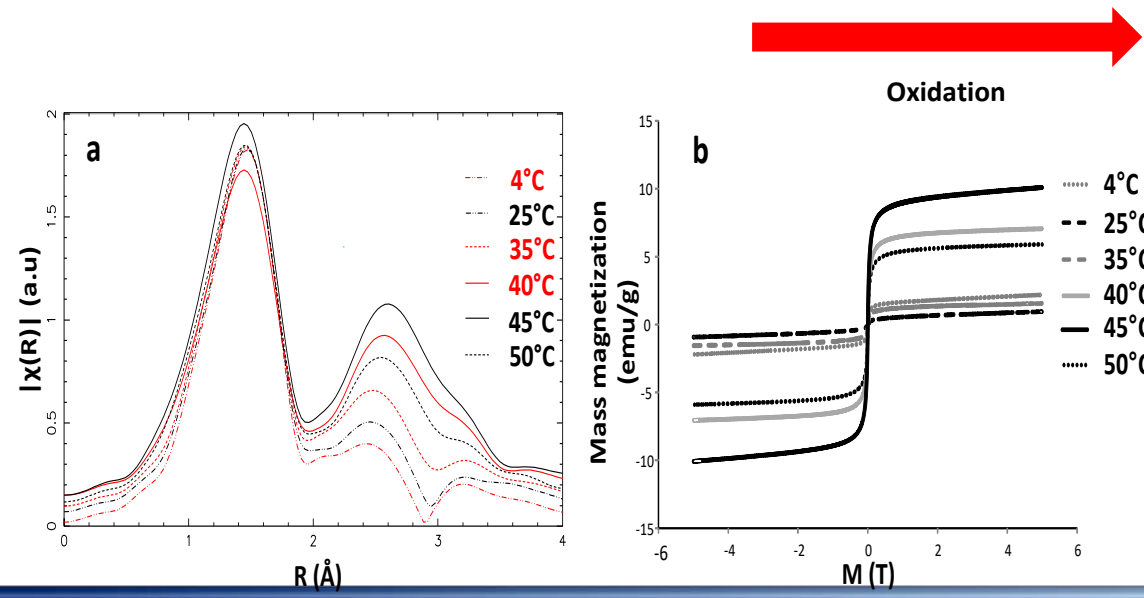 Oxidation
a
4°C
25°C
35°C
40°C
45°C
50°C
|χ(R)| (a.u)
0
0.5
1
1.5
2
0
1
2
3
4
R (Å)
b
4°C
25°C
35°C
40°C
45°C
50°C
Mass magnetization
(emu/g)
15
10
5
0
-5
-10
-15
-6
-4
-2
0
2
4
6
M (T)